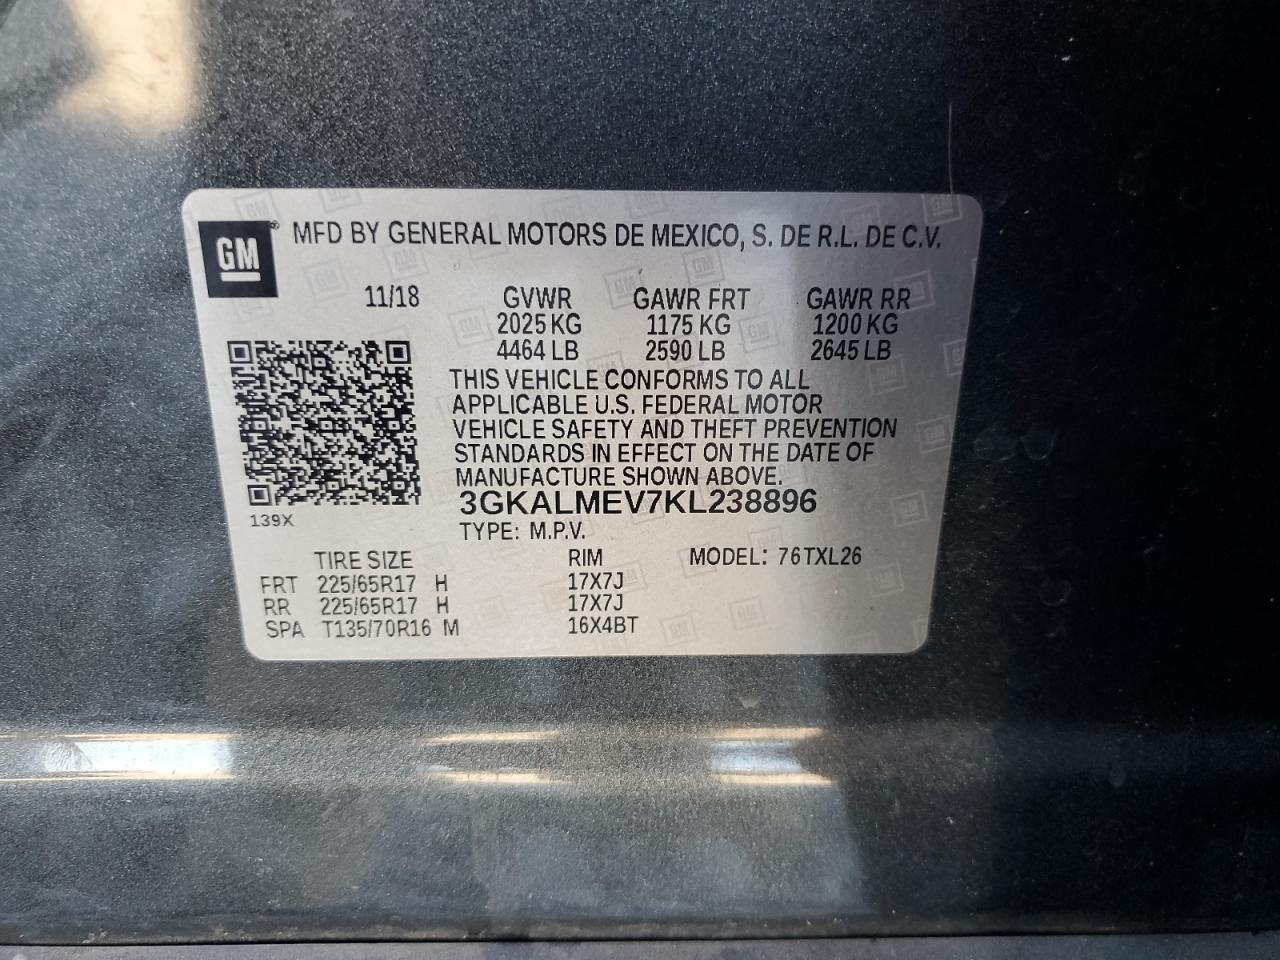 GM® MFD BY GENERAL MOTORS DE MEXICO, S. DE R.L. DE C.V.
11/18 GVWR GAWR FRT GAWR RR
2025 KG 1175 KG 1200 KG
4464 LB 2590 LB 2645 LB
THIS VEHICLE CONFORMS TO ALL
APPLICABLE U.S. FEDERAL MOTOR
VEHICLE SAFETY AND THEFT PREVENTION
STANDARDS IN EFFECT ON THE DATE OF
MANUFACTURE SHOWN ABOVE.
3GKALMEV7KL238896
139X
TYPE: M.P.V.
TIRE SIZE RIM MODEL: 76TXL26
FRT 225/65R17 H 17X7J
RR 225/65R17 H 17X7J
SPA T135/70R16 M 16X4BT